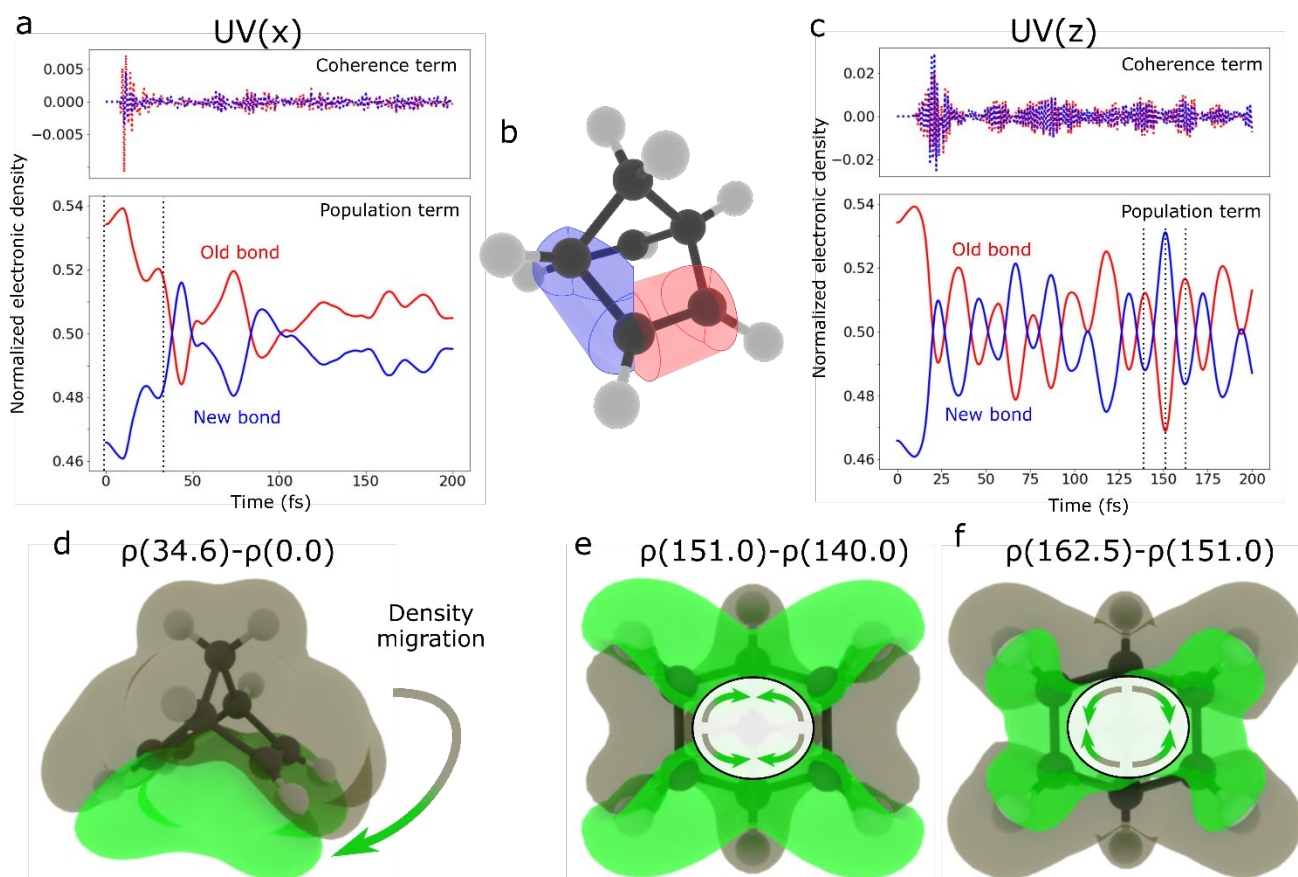 a
UV(x)
Coherence term
0.005
0.000
−0.005
Normalized electronic density
Population term
0.54
0.52
0.50
0.48
0.46
Old bond
New bond
0
50
100
150
200
Time (fs)
b
c
UV(z)
Coherence term
0.02
0.00
−0.02
Normalized electronic density
Population term
0.54
0.52
0.50
0.48
0.46
Old bond
New bond
0
25
50
75
100
125
150
175
200
Time (fs)
d
ρ(34.6)-ρ(0.0)
Density
migration
e
ρ(151.0)-ρ(140.0)
f
ρ(162.5)-ρ(151.0)